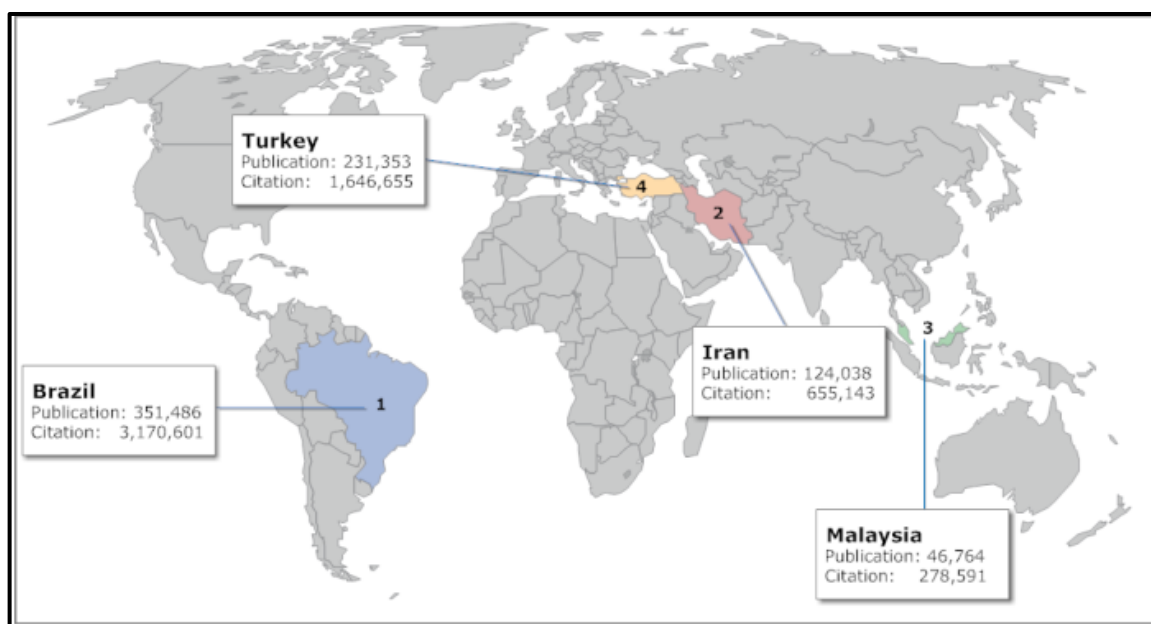 Turkey
Publication: 231,353
Citation: 1,646,655
4
2
3
Iran
Publication: 124,038
Citation: 655,143
Brazil
Publication: 351,486
Citation: 3,170,601
1
Malaysia
Publication: 46,764
Citation: 278,591